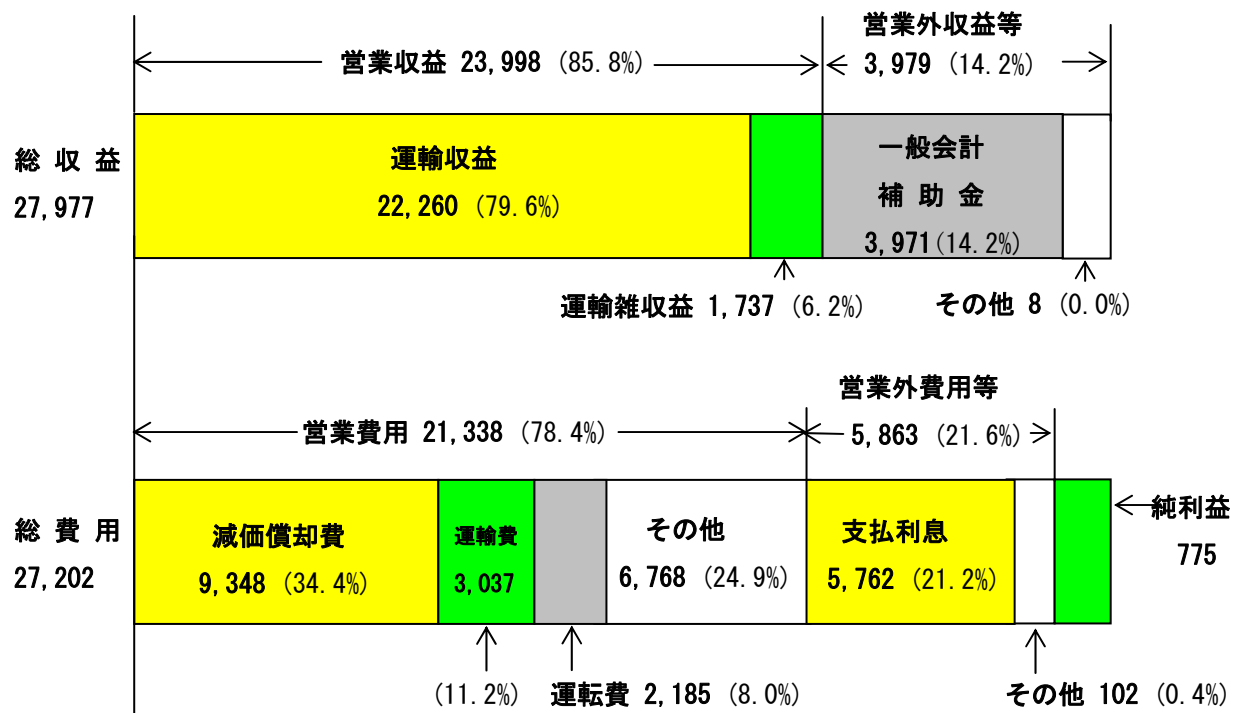 営業外収益等
営業収益 23,998 (85.8%)
3,979 (14.2%)
総収益
27,977
運輸収益
22,260 (79.6%)
一般会計
補助金
3,971(14.2%)
運輸雑収益 1,737 (6.2%)
その他 8 (0.0%)
営業外費用等
営業費用 21,338 (78.4%)
5,863 (21.6%)
総費用
27,202
減価償却費
9,348 (34.4%)
運輸費
3,037
その他
6,768 (24.9%)
支払利息
5,762 (21.2%)
純利益
775
(11.2%)
運転費 2,185 (8.0%)
その他 102 (0.4%)